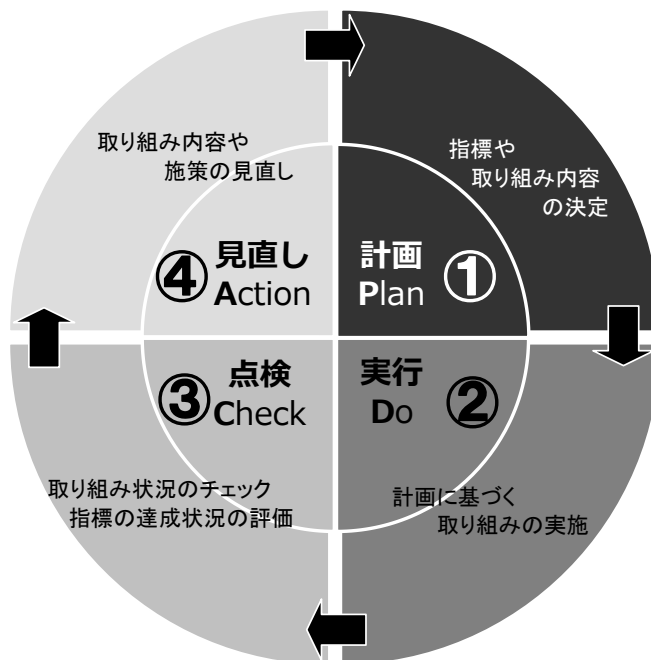 指標や
取り組み内容
の決定
計画
Plan
①
実行
Do
②
計画に基づく
取り組みの実施
点検
Check
③
取り組み状況のチェック
指標の達成状況の評価
見直し
Action
④
取り組み内容や
施策の見直し